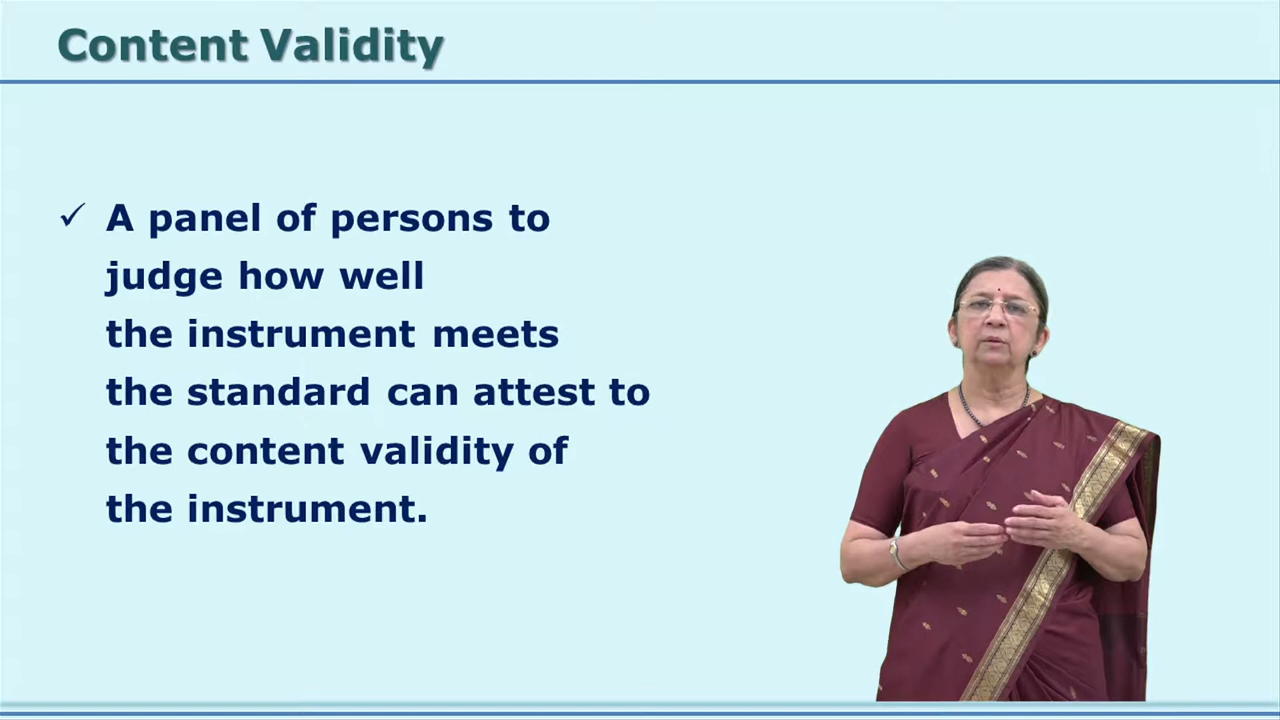 Content Validity
✓ A panel of persons to
judge how well
the instrument meets
the standard can attest to
the content validity of
the instrument.